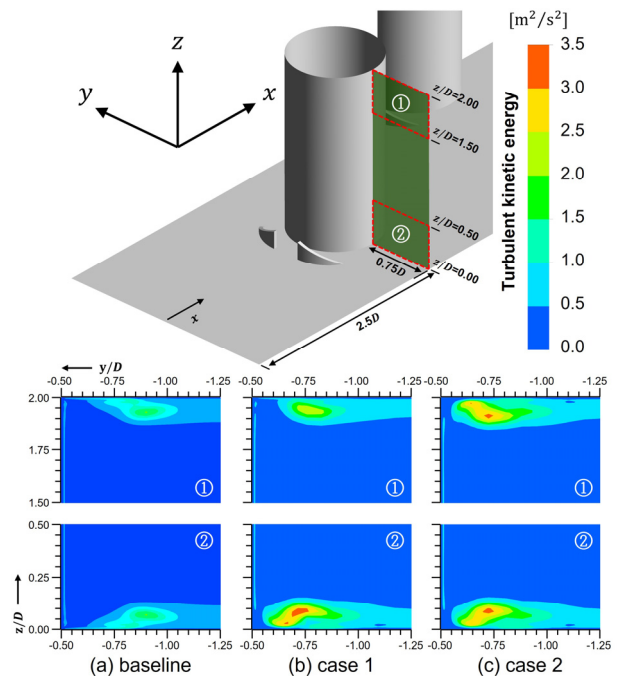 [m²/s²]
z
y
x
①
z/D=2.00
z/D=1.50
②
z/D=0.50
z/D=0.00
0.75D
2.5D
x
3.5
3.0
2.5
2.0
1.5
1.0
0.5
0.0
Turbulent kinetic energy
y/D
-0.50 -0.75 -1.00 -1.25 -0.50 -0.75 -1.00 -1.25 -0.50 -0.75 -1.00 -1.25
2.00
1.75
1.50
① ① ①
0.50
0.25
0.00
② ② ②
z/D
-0.50 -0.75 -1.00 -1.25 -0.50 -0.75 -1.00 -1.25 -0.50 -0.75 -1.00 -1.25
(a) baseline (b) case 1 (c) case 2